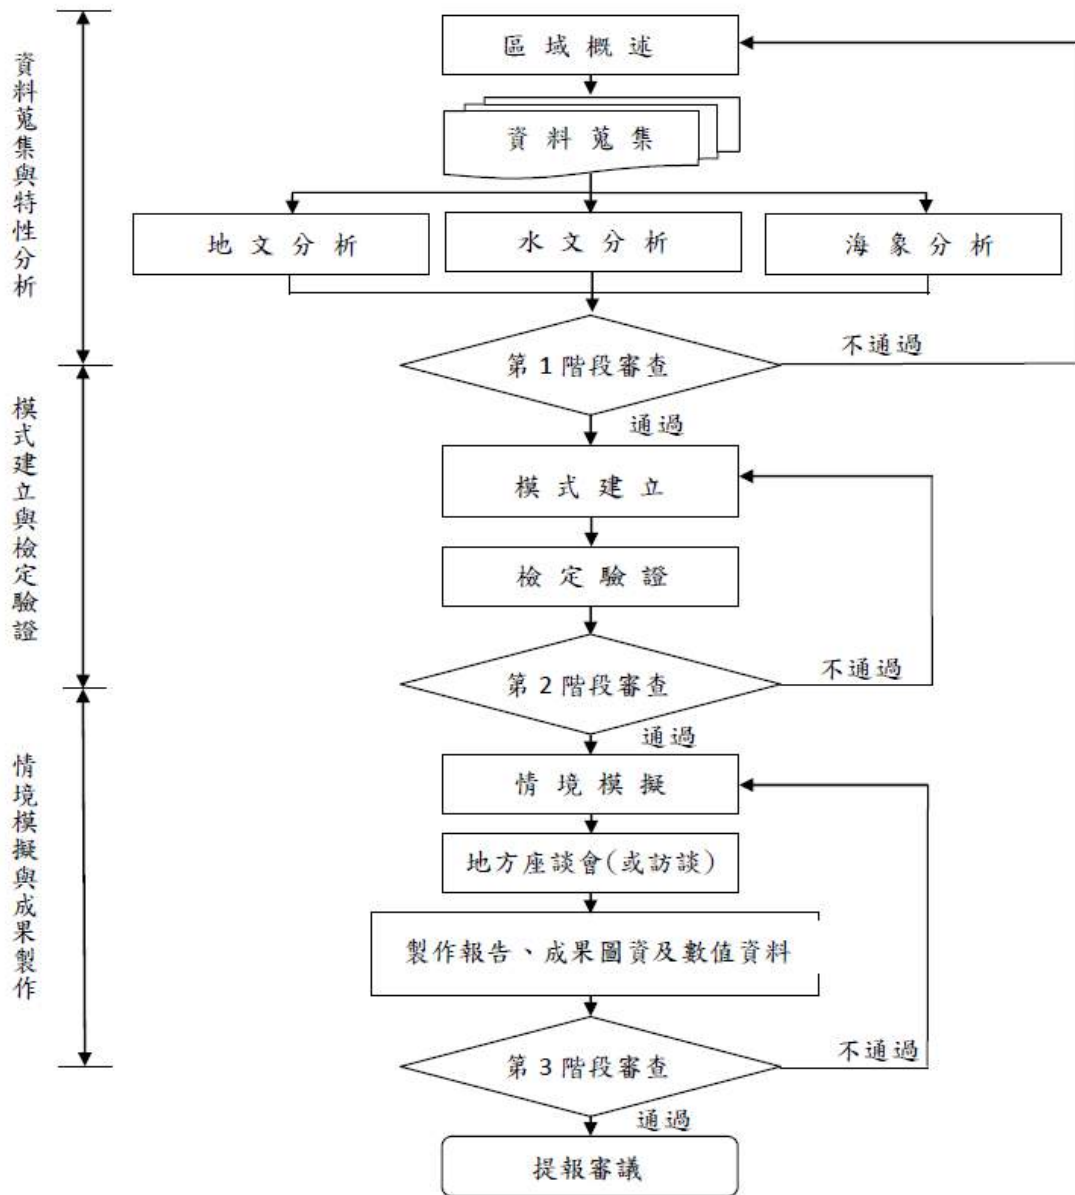 資料蒐集與特性分析
區域概述
資料蒐集
地文分析
水文分析
海象分析
第1階段審查
不通過
通過
模式建立與檢定驗證
模式建立
檢定驗證
第2階段審查
不通過
通過
情境模擬與成果製作
情境模擬
地方座談會(或訪談)
製作報告、成果圖資及數值資料
第3階段審查
不通過
通過
提報審議